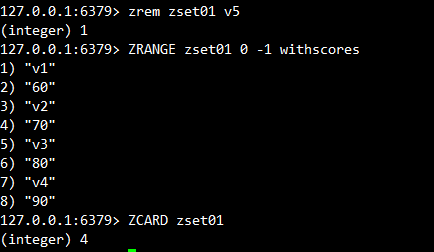 127.0.0.1:6379> zrem zset01 v5
(integer) 1
127.0.0.1:6379> ZRANGE zset01 0 -1 withscores
1) "v1"
2) "60"
3) "v2"
4) "70"
5) "v3"
6) "80"
7) "v4"
8) "90"
127.0.0.1:6379> ZCARD zset01
(integer) 4